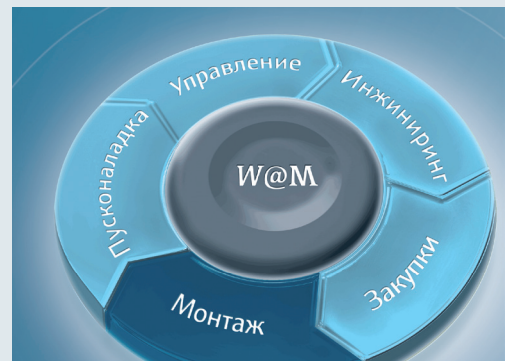 Управление
Инжиниринг
Закупки
Монтаж
Пусконаладка
W@M